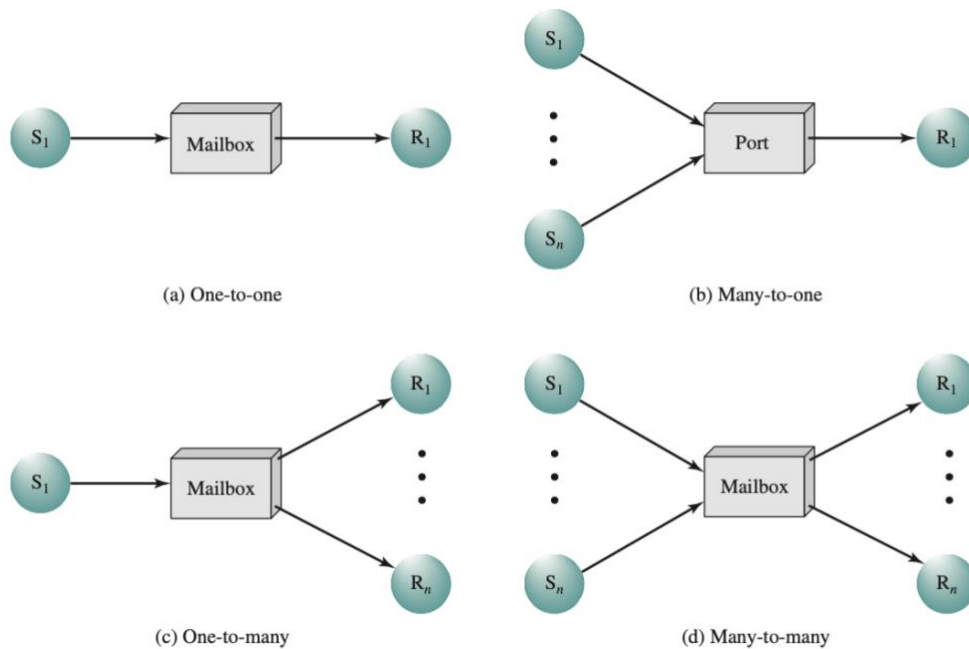 S1
Mailbox
R1
(a) One-to-one
S1
Sn
Port
R1
(b) Many-to-one
S1
Mailbox
R1
Rn
(c) One-to-many
S1
Sn
Mailbox
R1
Rn
(d) Many-to-many